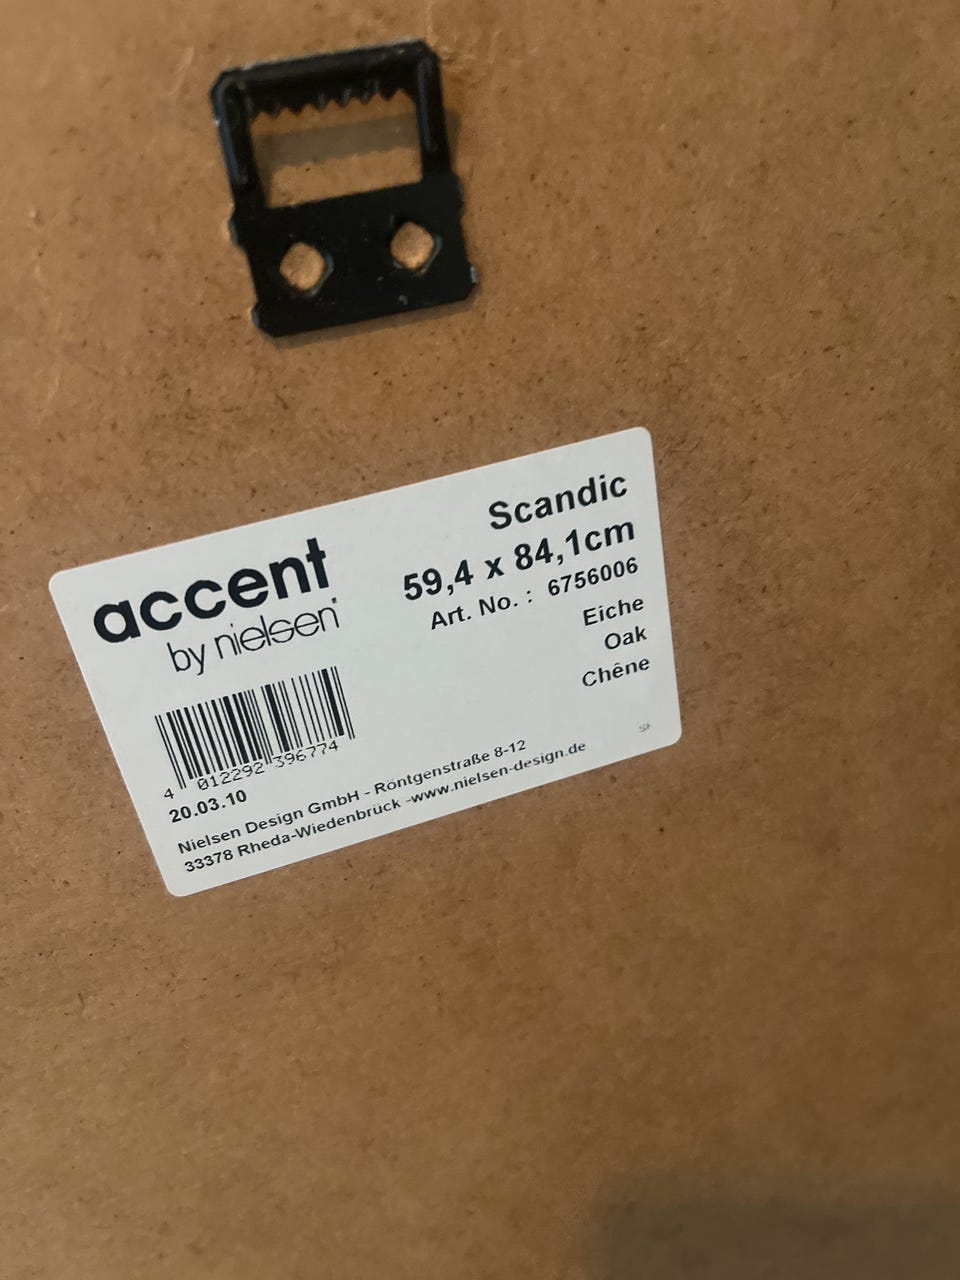 accent
by nielsen
Scandic
59,4 x 84,1cm
Art. No. : 6756006
Eiche
Oak
Chêne
4 012292 396774
20.03.10
Nielsen Design GmbH - Röntgenstraße 8-12
33378 Rheda-Wiedenbrück -www.nielsen-design.de